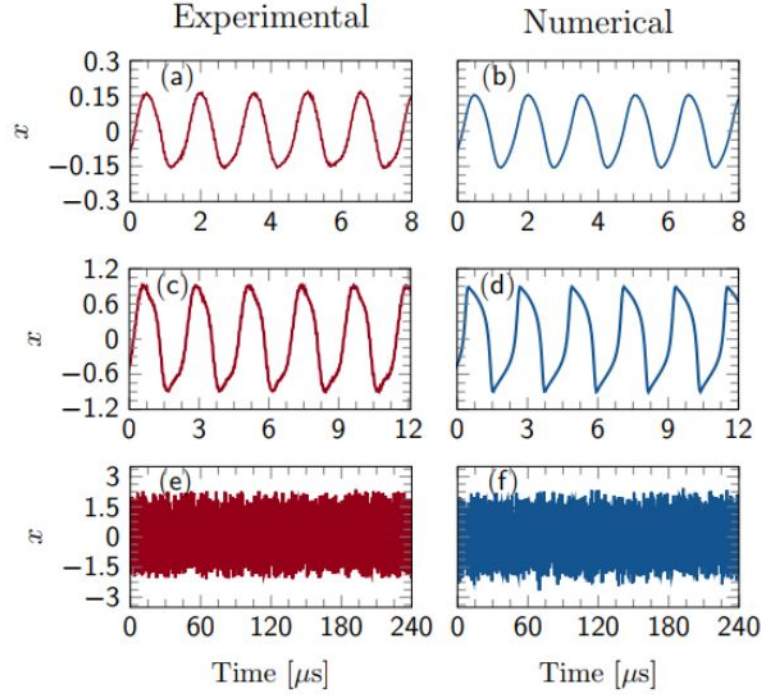 Experimental Numerical
(a) (b)
0.3
0.15
0
−0.15
−0.3
x
0 2 4 6 8 0 2 4 6 8
(c) (d)
1.2
0.6
0
−0.6
−1.2
x
0 3 6 9 12 0 3 6 9 12
(e) (f)
3
1.5
0
−1.5
−3
x
0 60 120 180 240 0 60 120 180 240
Time [μs] Time [μs]